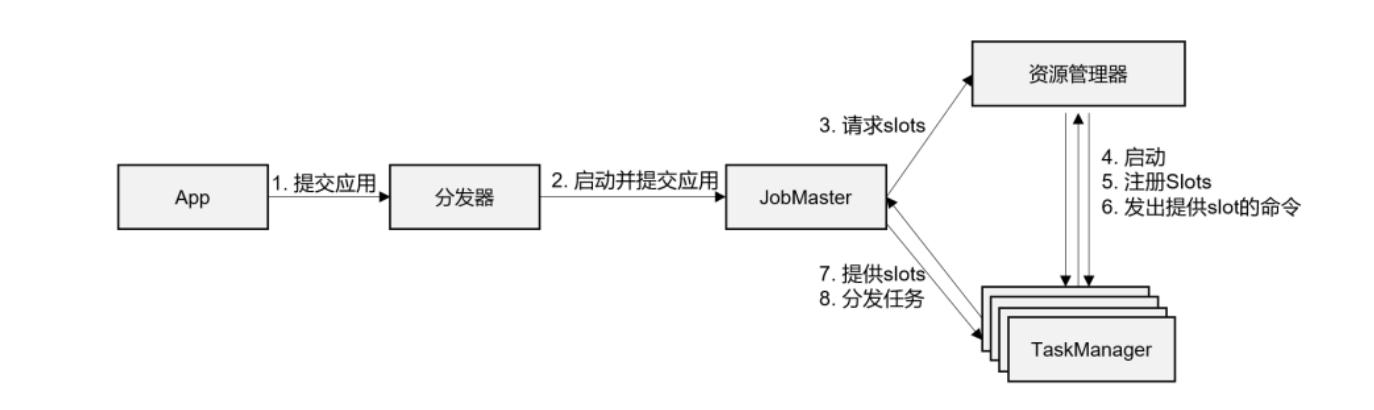 资源管理器
3. 请求slots
4. 启动
5. 注册Slots
6. 发出提供slot的命令
App
1. 提交应用
分发器
2. 启动并提交应用
JobMaster
7. 提供slots
8. 分发任务
TaskManager